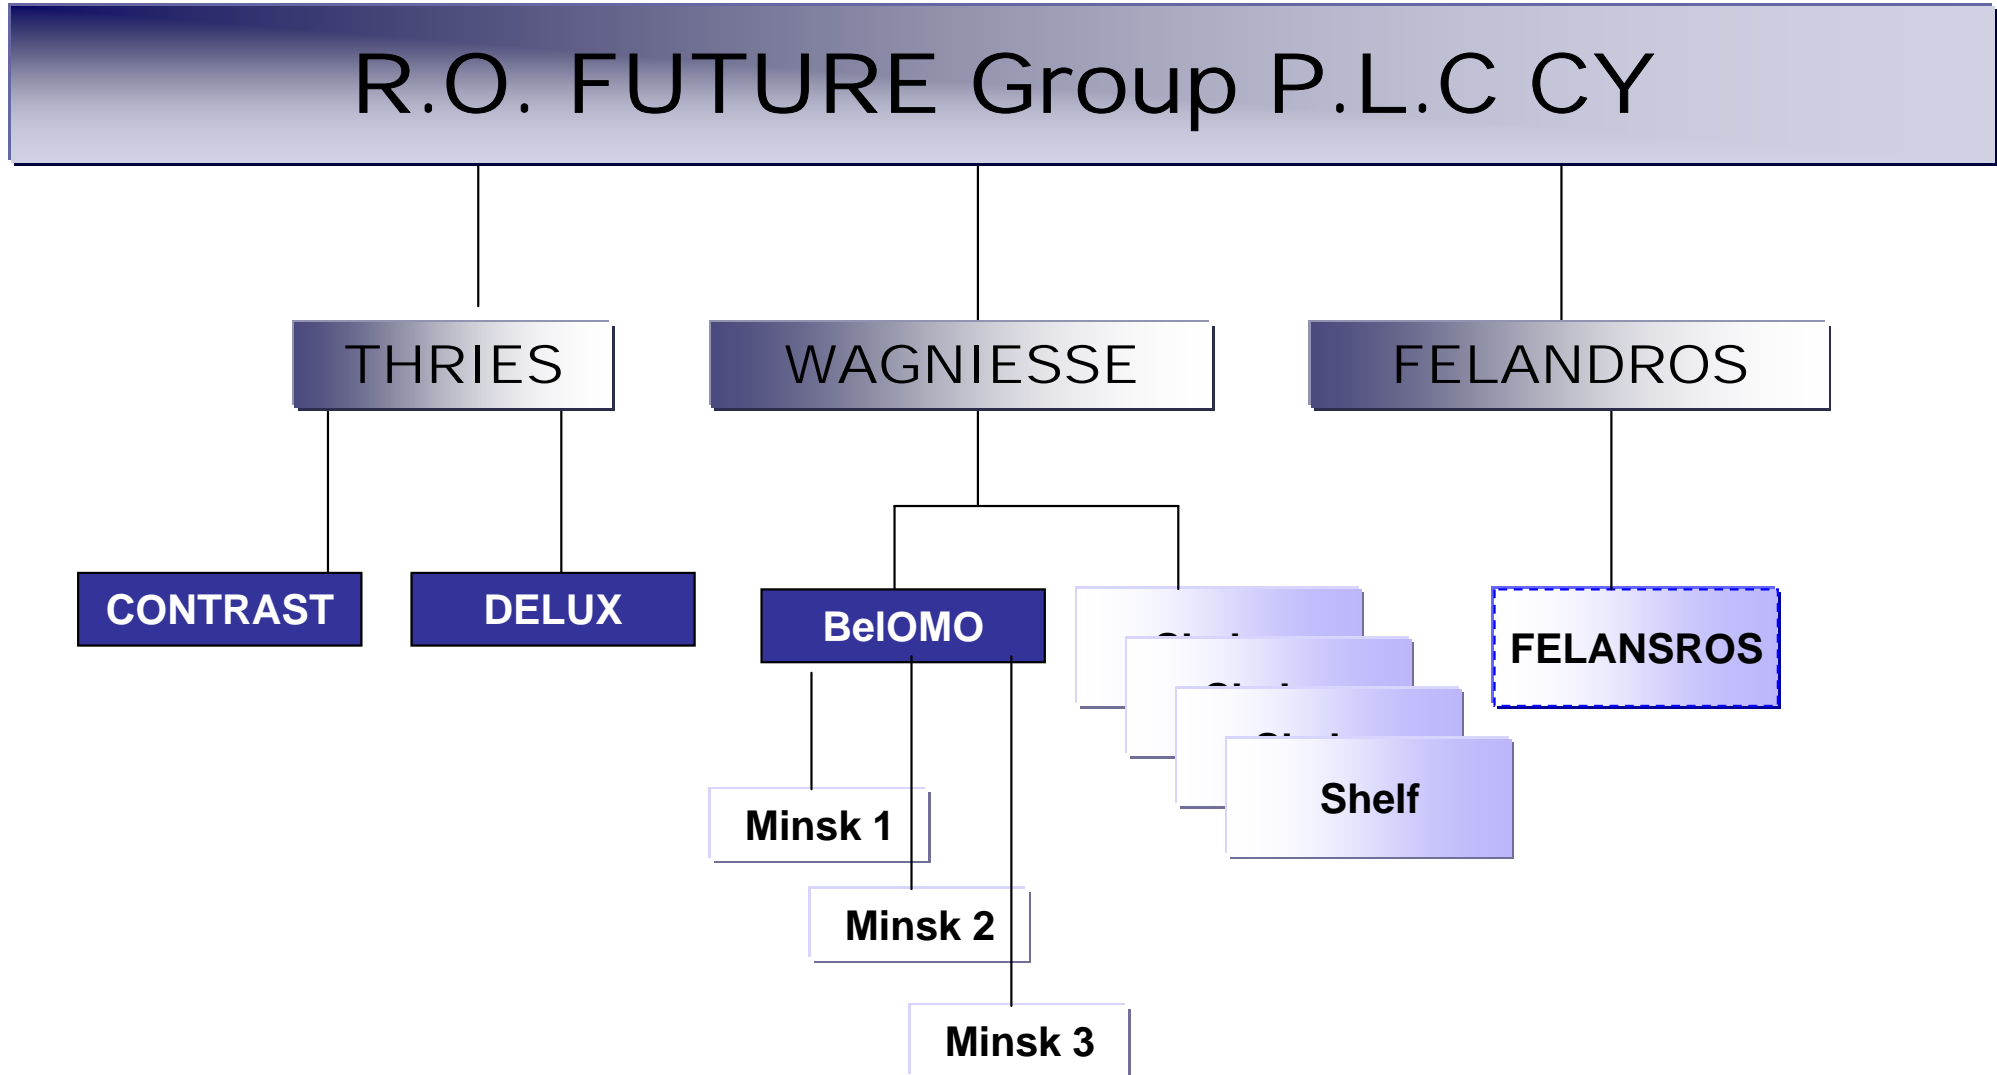 R.O. FUTURE Group P.L.C CY
THRIES
WAGNIESSE
FELANDROS
CONTRAST
DELUX
BelOMO
FELANSROS
Shelf
Minsk 1
Minsk 2
Minsk 3